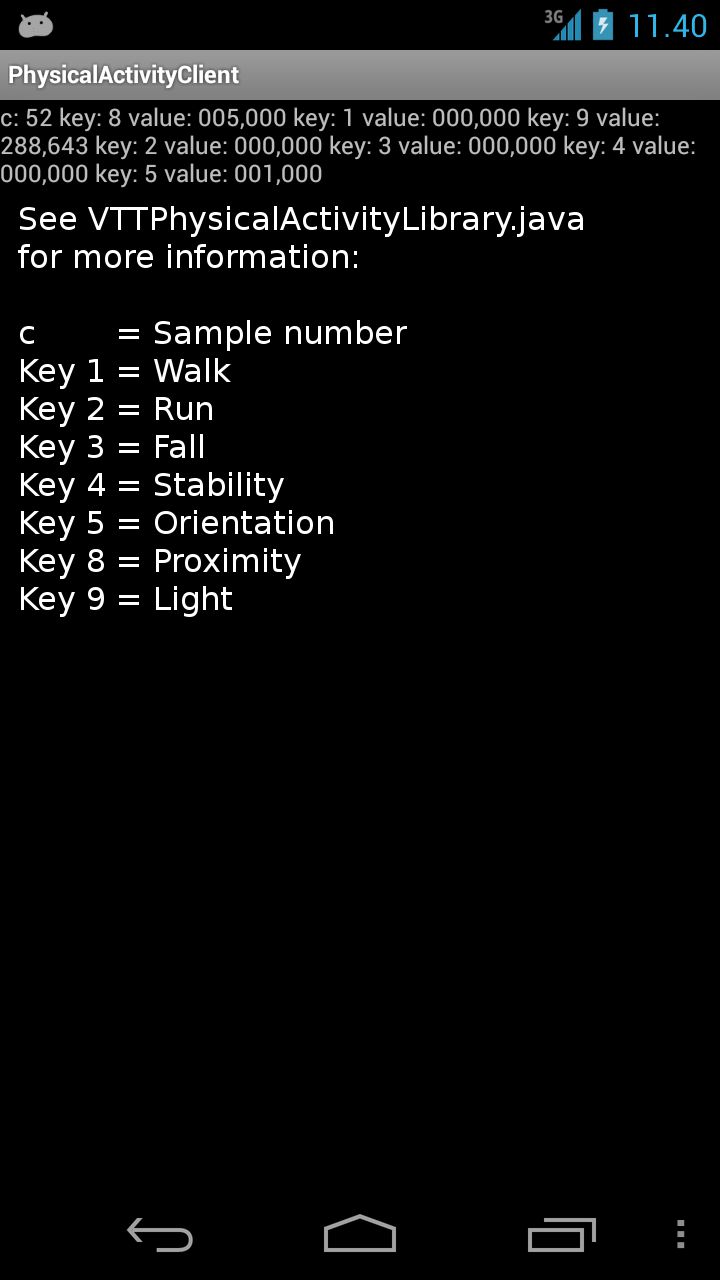 3G 11.40
PhysicalActivityClient
c: 52 key: 8 value: 005,000 key: 1 value: 000,000 key: 9 value:
288,643 key: 2 value: 000,000 key: 3 value: 000,000 key: 4 value:
000,000 key: 5 value: 001,000
See VTTPhysicalActivityLibrary.java
for more information:
c = Sample number
Key 1 = Walk
Key 2 = Run
Key 3 = Fall
Key 4 = Stability
Key 5 = Orientation
Key 8 = Proximity
Key 9 = Light